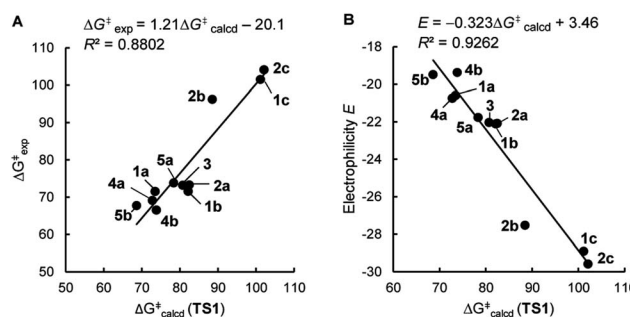 A
ΔG‡exp = 1.21ΔG‡calcd – 20.1
R² = 0.8802
110
100
90
80
70
60
50
60 70 80 90 100 110
ΔG‡exp
ΔG‡calcd (TS1)
2c
1c
2b
5a
3
1a
2a
4a
1b
5b
4b
B
E = –0.323ΔG‡calcd + 3.46
R² = 0.9262
-16
-18
-20
-22
-24
-26
-28
-30
50 60 70 80 90 100 110
Electrophilicity E
ΔG‡calcd (TS1)
4b
5b
1a
4a
3
2a
5a
1b
2b
1c
2c